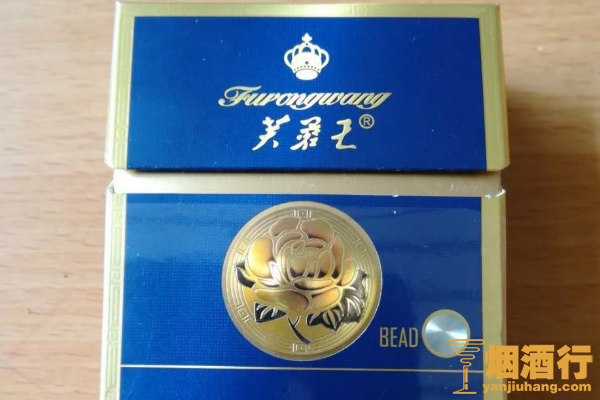 Furongwang
芙蓉王®
BEAD
烟酒行
yanjiuhang.com